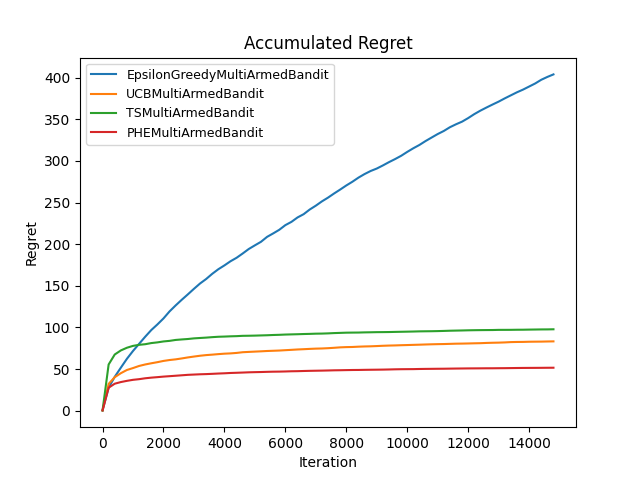 Accumulated Regret
EpsilonGreedyMultiArmedBandit
UCBMultiArmedBandit
TSMultiArmedBandit
PHEMultiArmedBandit
Regret
400
350
300
250
200
150
100
50
0
0 2000 4000 6000 8000 10000 12000 14000
Iteration